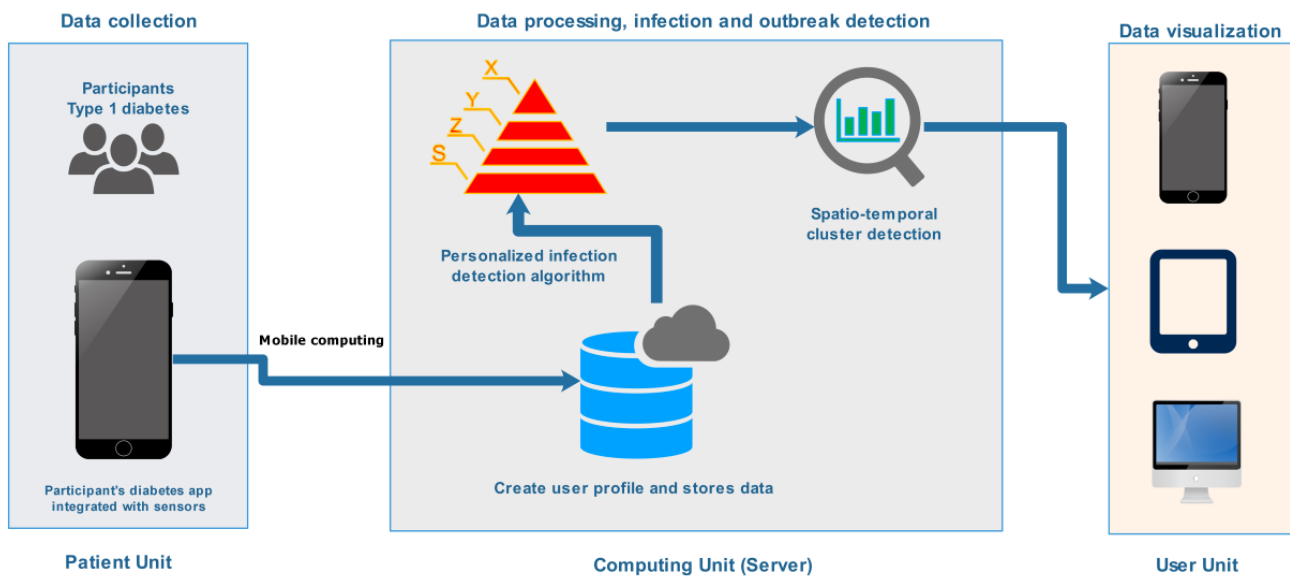 Data collection
Data processing, infection and outbreak detection
Data visualization
Participants
Type 1 diabetes
X
Y
Z
S
Spatio-temporal
cluster detection
Personalized infection
detection algorithm
Mobile computing
Create user profile and stores data
Participant's diabetes app
integrated with sensors
Patient Unit
Computing Unit (Server)
User Unit